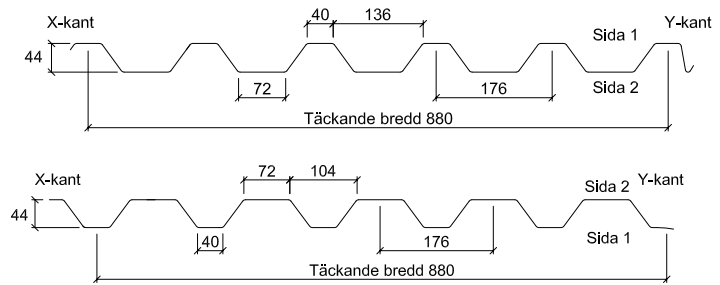 X-kant 40 136 Y-kant
Sida 1
44
72 176 Sida 2
Täckande bredd 880
X-kant 72 104 Sida 2 Y-kant
44
40 176 Sida 1
Täckande bredd 880